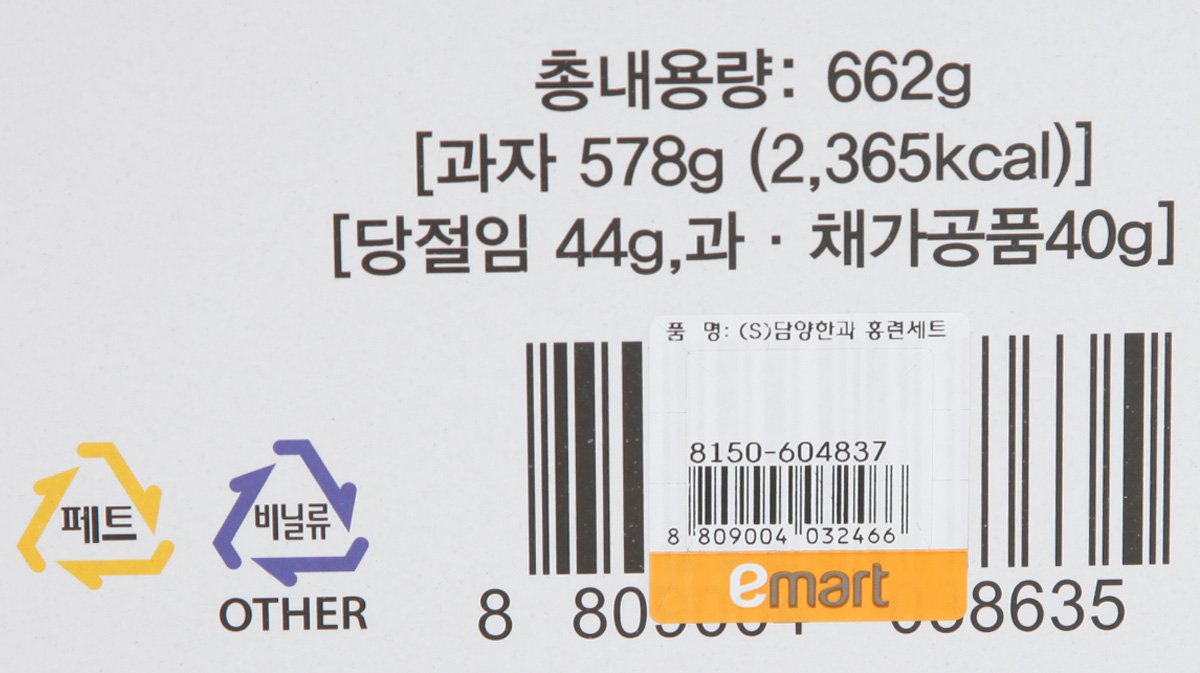 총내용량: 662g
[과자 578g (2,365kcal)]
[당절임 44g,과 · 채가공품40g]
품 명: (S)담양한과 홍련세트
8150-604837
8 809004 032466
emart
페트
비닐류
OTHER
8 8090 8635